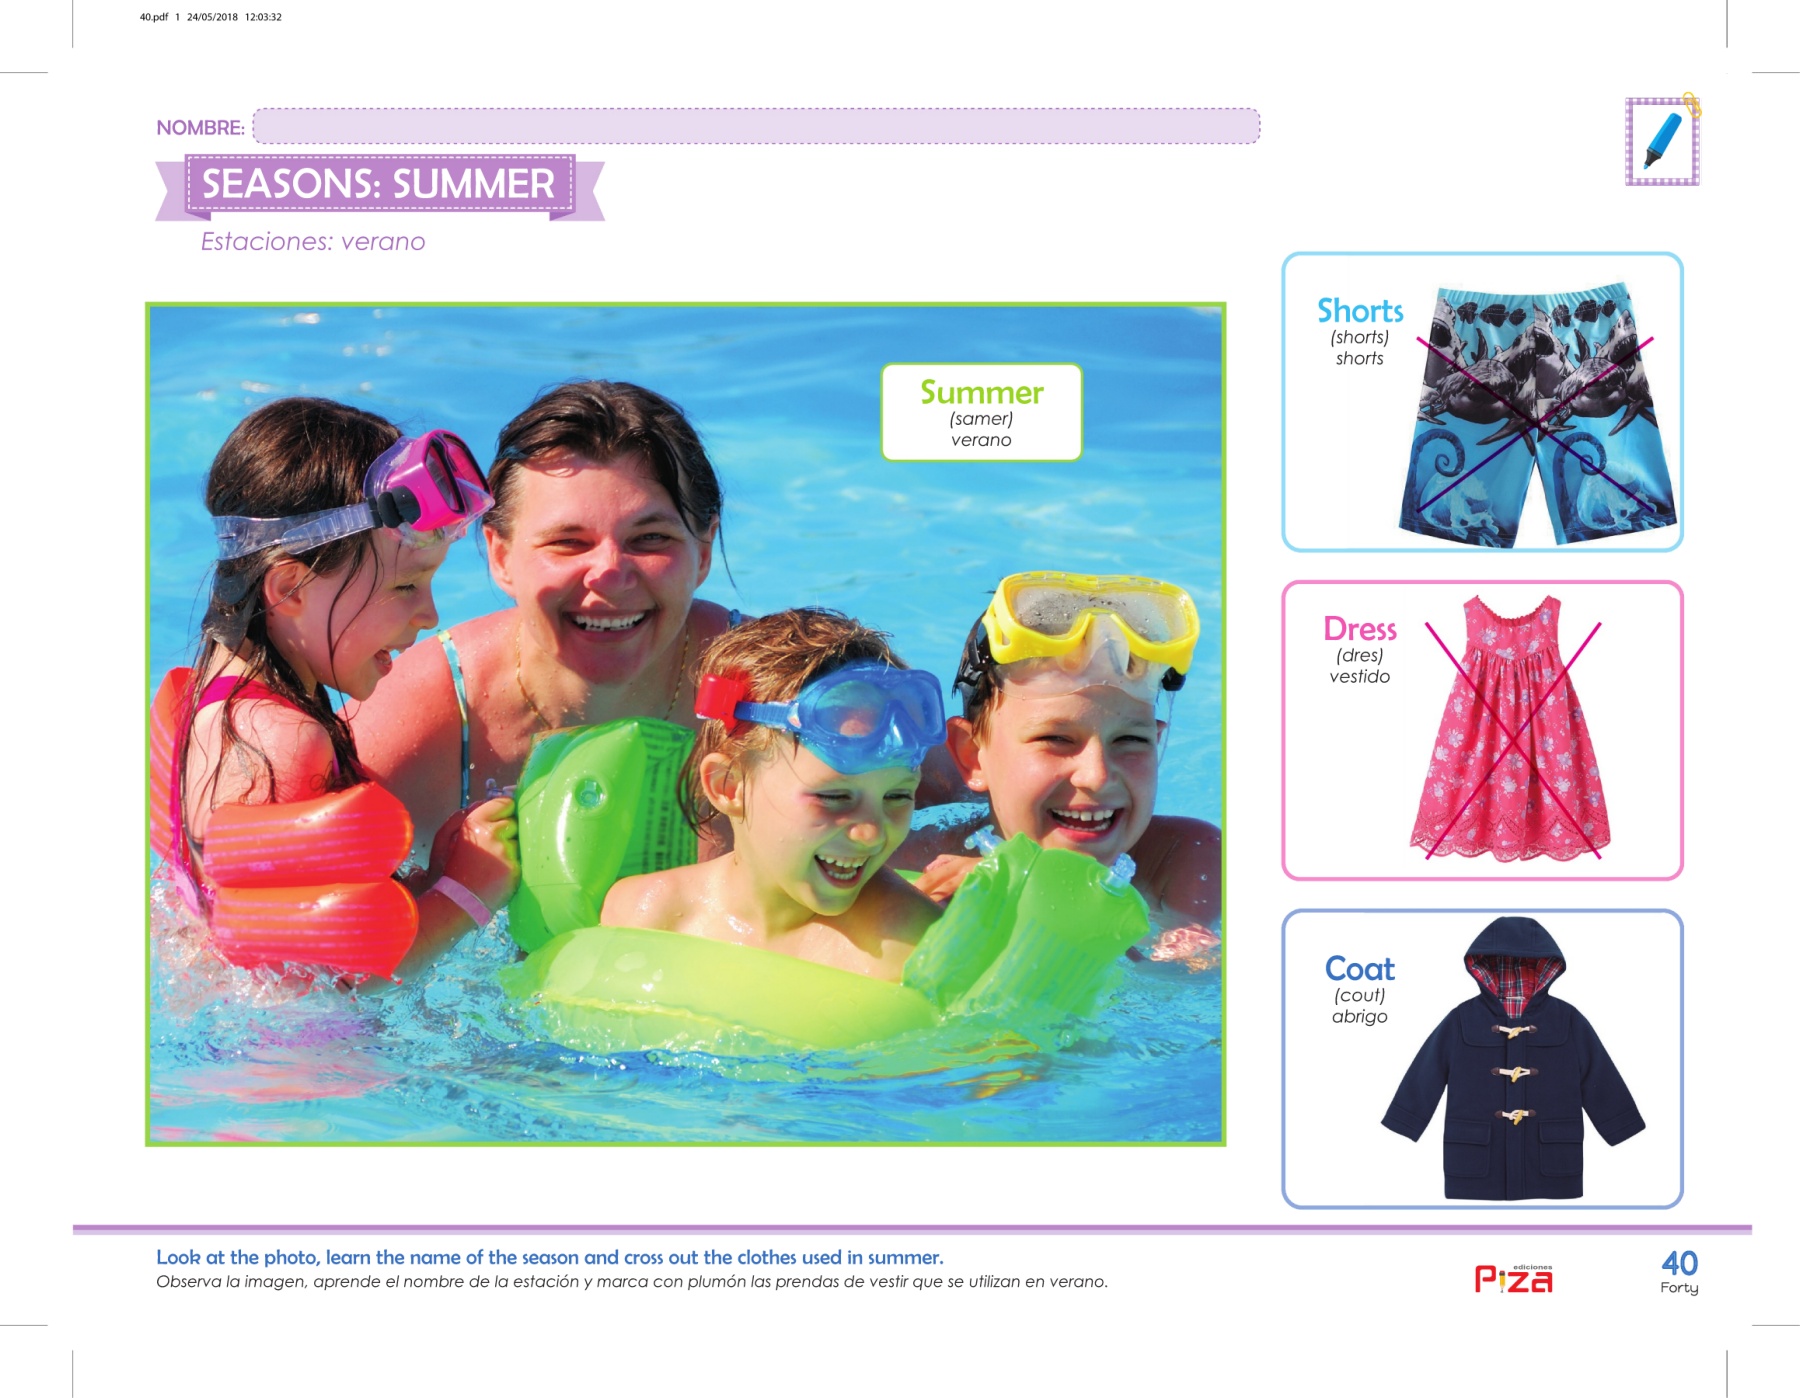 40.pdf 1 24/05/2018 12:03:32
NOMBRE:
SEASONS: SUMMER
Estaciones: verano
Summer
(samer)
verano
Shorts
(shorts)
shorts
Dress
(dres)
vestido
Coat
(cout)
abrigo
Look at the photo, learn the name of the season and cross out the clothes used in summer.
Observa la imagen, aprende el nombre de la estación y marca con plumón las prendas de vestir que se utilizan en verano.
ediciones
Piza
40
Forty